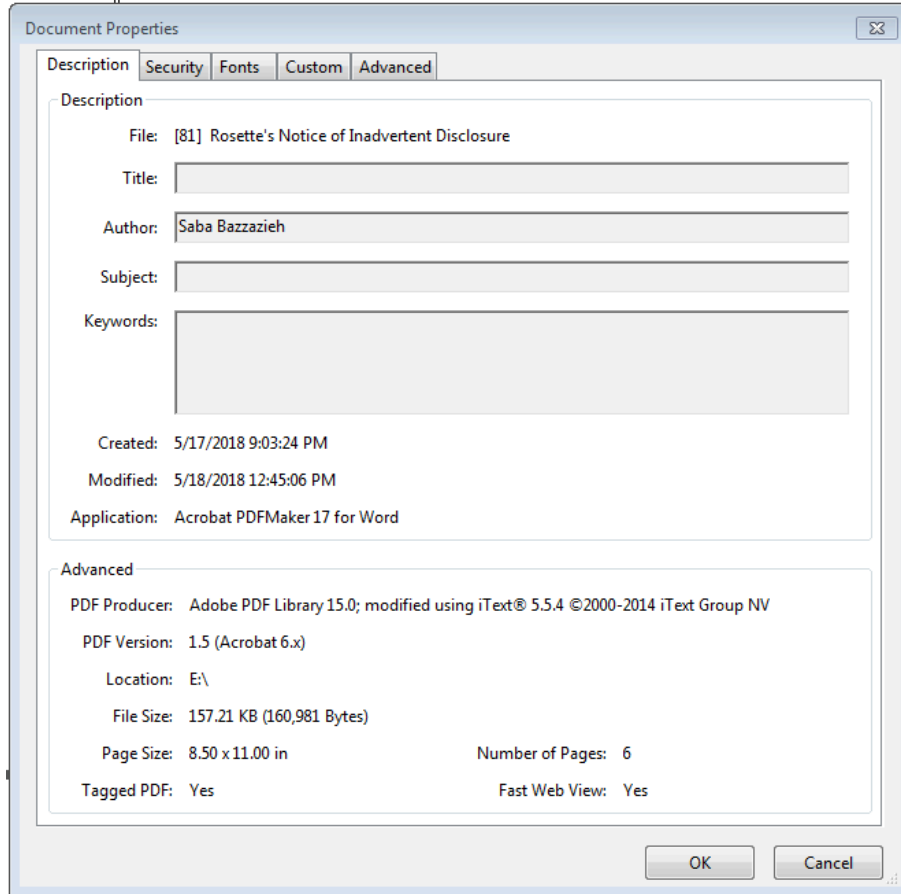 Document Properties
Description Security Fonts Custom Advanced
Description
File: [81] Rosette's Notice of Inadvertent Disclosure
Title:
Author: Saba Bazzazieh
Subject:
Keywords:
Created: 5/17/2018 9:03:24 PM
Modified: 5/18/2018 12:45:06 PM
Application: Acrobat PDFMaker 17 for Word
Advanced
PDF Producer: Adobe PDF Library 15.0; modified using iText® 5.5.4 ©2000-2014 iText Group NV
PDF Version: 1.5 (Acrobat 6.x)
Location: E:\
File Size: 157.21 KB (160,981 Bytes)
Page Size: 8.50 x 11.00 in Number of Pages: 6
Tagged PDF: Yes Fast Web View: Yes
OK Cancel